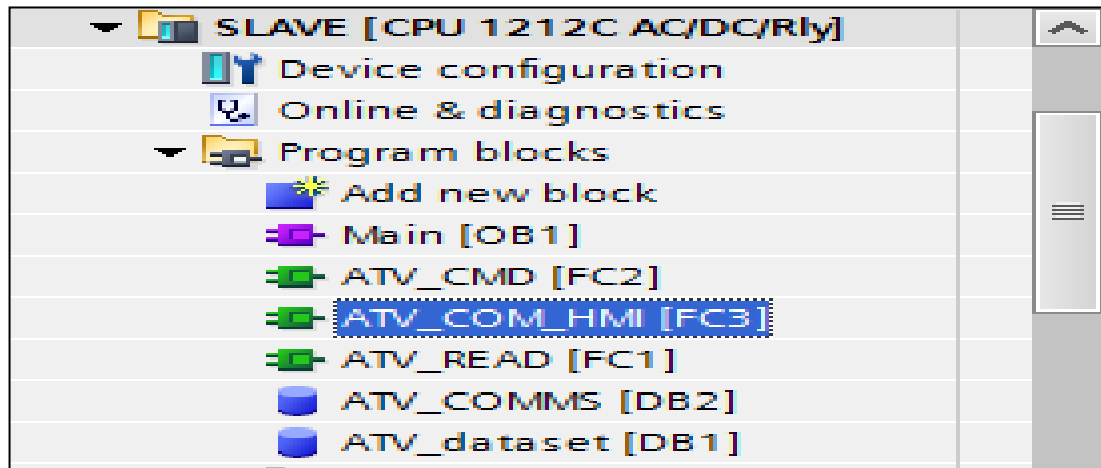 SLAVE [CPU 1212C AC/DC/Rly]
Device configuration
Online & diagnostics
Program blocks
Add new block
Main [OB1]
ATV_CMD [FC2]
ATV_COM_HMI [FC3]
ATV_READ [FC1]
ATV_COMMS [DB2]
ATV_dataset [DB1]